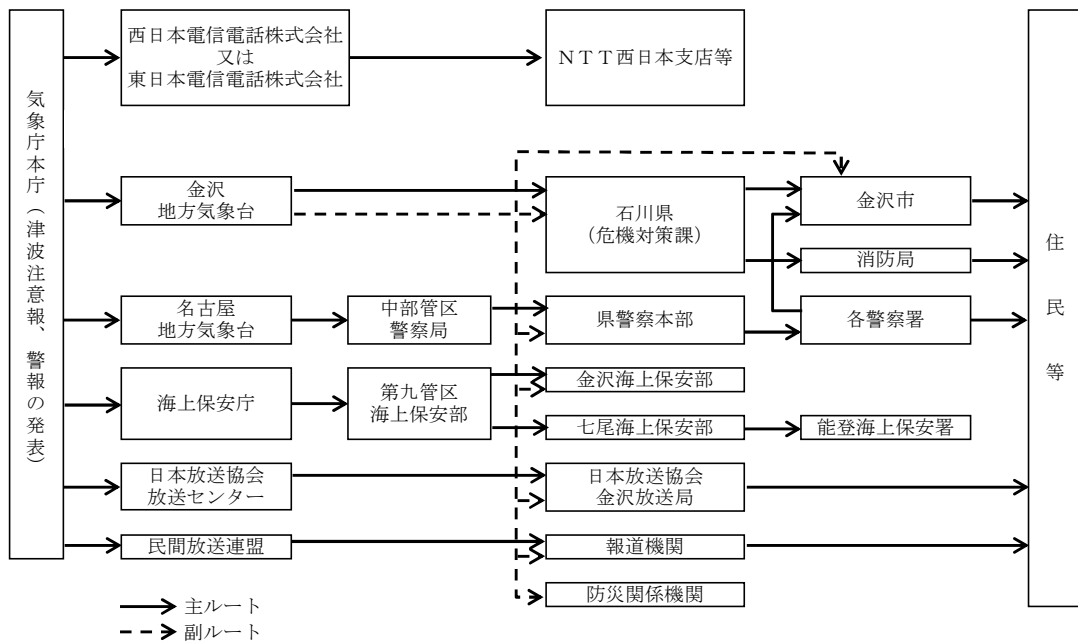 気象庁本庁（津波注意報、警報の発表）
西日本電信電話株式会社
又は
東日本電信電話株式会社
ＮＴＴ西日本支店等
金沢
地方気象台
石川県
（危機対策課）
金沢市
消防局
名古屋
地方気象台
中部管区
警察局
県警察本部
各警察署
海上保安庁
第九管区
海上保安部
金沢海上保安部
七尾海上保安部
能登海上保安署
日本放送協会
放送センター
日本放送協会
金沢放送局
民間放送連盟
報道機関
防災関係機関
住民等
主ルート
副ルート